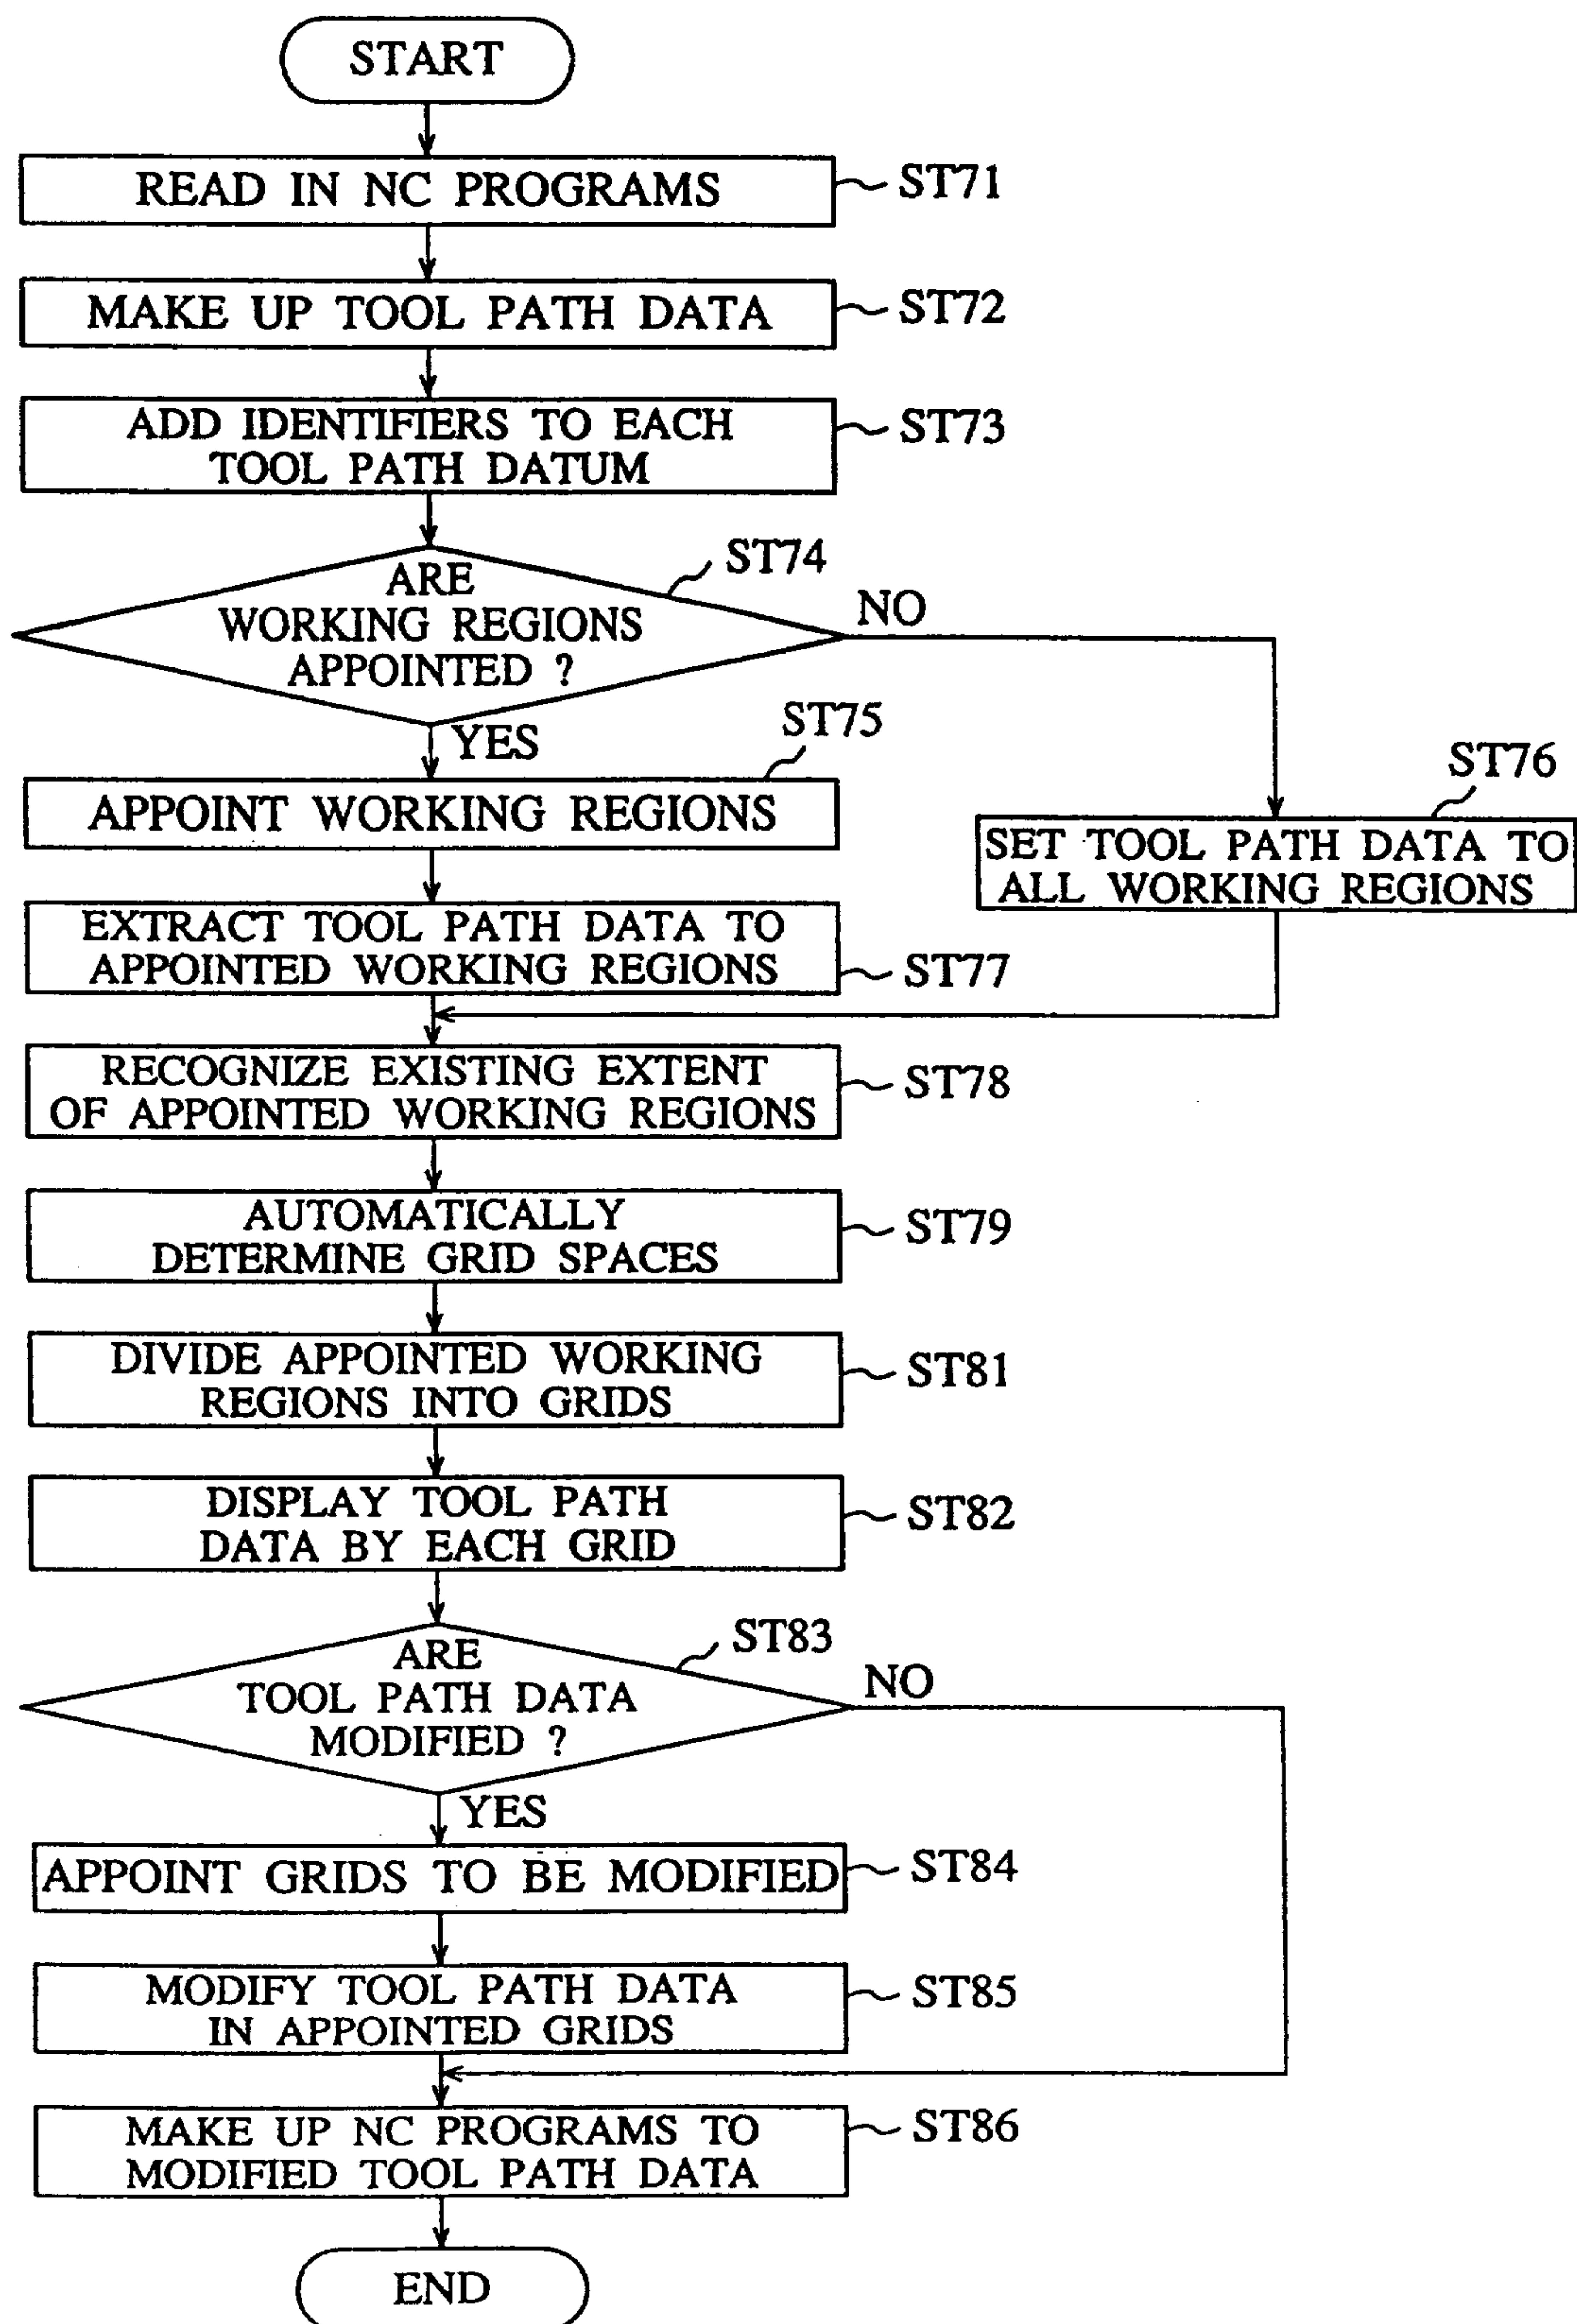 START
READ IN NC PROGRAMS
ST71
MAKE UP TOOL PATH DATA
ST72
ADD IDENTIFIERS TO EACH
TOOL PATH DATUM
ST73
ARE
WORKING REGIONS
APPOINTED ?
ST74
NO
YES
ST75
APPOINT WORKING REGIONS
ST76
SET TOOL PATH DATA TO
ALL WORKING REGIONS
EXTRACT TOOL PATH DATA TO
APPOINTED WORKING REGIONS
ST77
RECOGNIZE EXISTING EXTENT
OF APPOINTED WORKING REGIONS
ST78
AUTOMATICALLY
DETERMINE GRID SPACES
ST79
DIVIDE APPOINTED WORKING
REGIONS INTO GRIDS
ST81
DISPLAY TOOL PATH
DATA BY EACH GRID
ST82
ARE
TOOL PATH DATA
MODIFIED ?
ST83
NO
YES
APPOINT GRIDS TO BE MODIFIED
ST84
MODIFY TOOL PATH DATA
IN APPOINTED GRIDS
ST85
MAKE UP NC PROGRAMS TO
MODIFIED TOOL PATH DATA
ST86
END